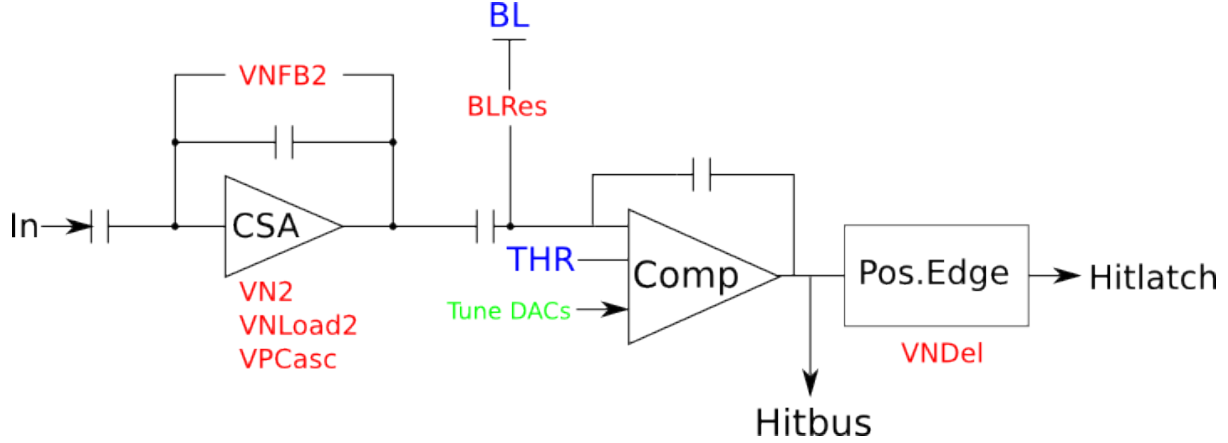 BL
VNFB2
BLRes
In
CSA
THR
Comp
Pos.Edge
Hitlatch
Tune DACs
VN2
VNLoad2
VPCasc
VNDel
Hitbus